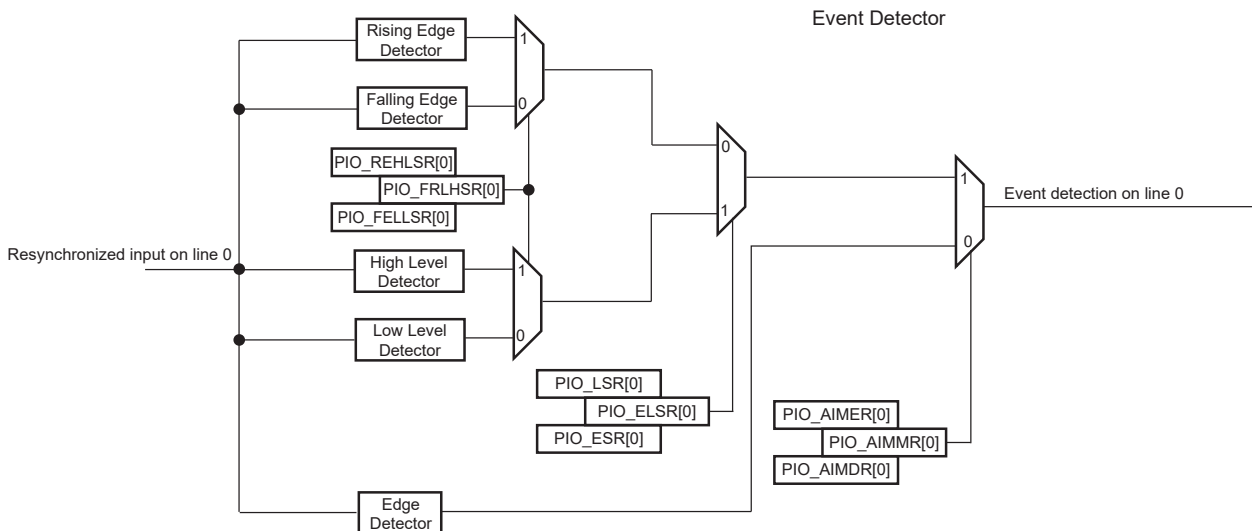 Event Detector
Rising Edge
Detector
1
Falling Edge
Detector
0
PIO_REHLSR[0]
PIO_FRLHSR[0]
PIO_FELLSR[0]
0
1
1
0
Event detection on line 0
Resynchronized input on line 0
High Level
Detector
1
Low Level
Detector
0
PIO_LSR[0]
PIO_ELSR[0]
PIO_ESR[0]
PIO_AIMER[0]
PIO_AIMMR[0]
PIO_AIMDR[0]
Edge
Detector